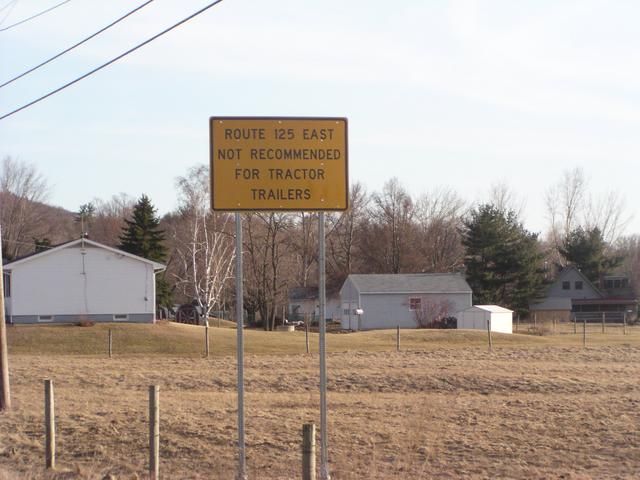 ROUTE 125 EAST
NOT RECOMMENDED
FOR TRACTOR
TRAILERS